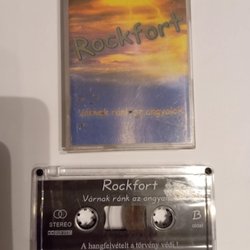 Rockfort
Várnak ránk az angyalok
Rockfort
Várnak ránk az angyalok
STEREO
B
A hangfelvételt a törvény védi!